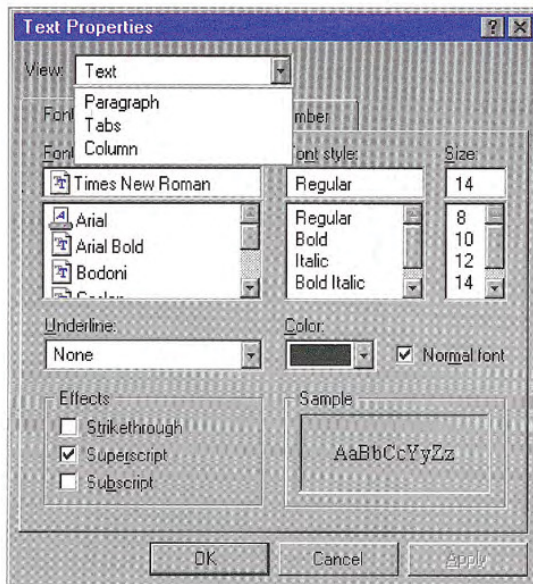 Text Properties
View: Text
Paragraph
Tabs
Column
Font style: Size:
Times New Roman Regular 14
Arial Regular 8
Arial Bold Bold 10
Bodoni Italic 12
Bold Italic 14
Underline: Color:
None Normal font
Effects Sample
Strikethrough
Superscript AaBbCcYyZz
Subscript
OK Cancel Apply